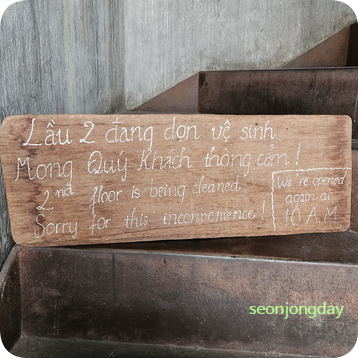 Lầu 2 đang dọn vệ sinh
Mong Quý Khách thông cảm!
2nd floor is being cleaned
Sorry for this inconvenience!
We're opened
again at
10 A.M
seonjongday